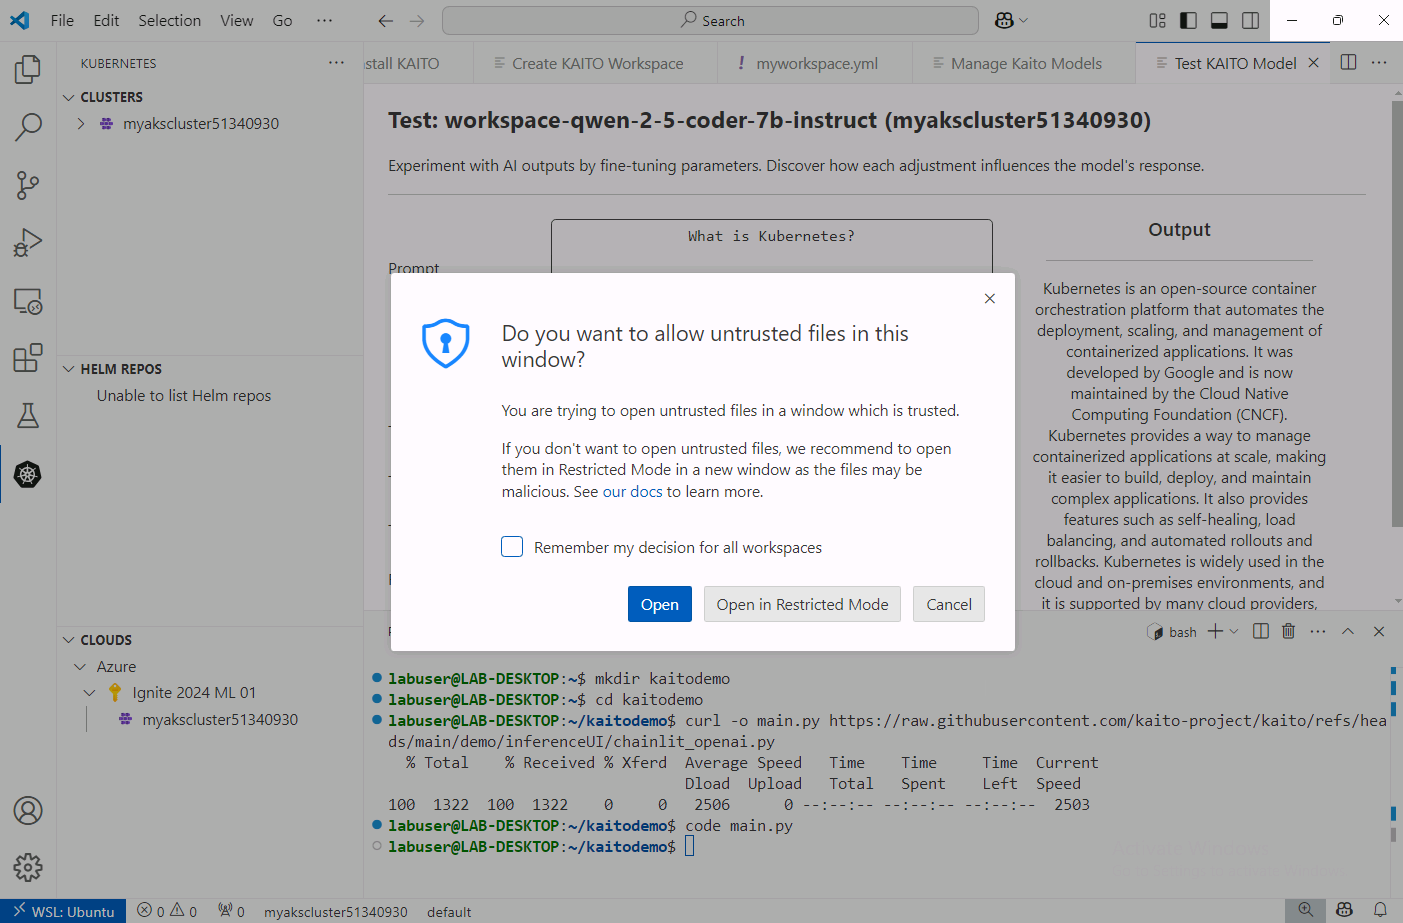 File Edit Selection View Go ··· Search
KUBERNETES
CLUSTERS
myakscluster51340930
HELM REPOS
Unable to list Helm repos
CLOUDS
Azure
Ignite 2024 ML 01
myakscluster51340930
stall KAITO
Create KAITO Workspace
! myworkspace.yml
Manage Kaito Models
Test KAITO Model
Test: workspace-qwen-2-5-coder-7b-instruct (myakscluster51340930)
Experiment with AI outputs by fine-tuning parameters. Discover how each adjustment influences the model's response.
Prompt
What is Kubernetes?
Output
Kubernetes is an open-source container
orchestration platform that automates the
deployment, scaling, and management of
containerized applications. It was
developed by Google and is now
maintained by the Cloud Native
Computing Foundation (CNCF).
Kubernetes provides a way to manage
containerized applications at scale, making
it easier to build, deploy, and maintain
complex applications. It also provides
features such as self-healing, load
balancing, and automated rollouts and
rollbacks. Kubernetes is widely used in the
cloud and on-premises environments, and
it is supported by many cloud providers,
Do you want to allow untrusted files in this
window?
You are trying to open untrusted files in a window which is trusted.
If you don't want to open untrusted files, we recommend to open
them in Restricted Mode in a new window as the files may be
malicious. See our docs to learn more.
Remember my decision for all workspaces
Open
Open in Restricted Mode
Cancel
bash
labuser@LAB-DESKTOP:~$ mkdir kaitodemo
labuser@LAB-DESKTOP:~$ cd kaitodemo
labuser@LAB-DESKTOP:~/kaitodemo$ curl -o main.py https://raw.githubusercontent.com/kaito-project/kaito/refs/hea
ds/main/demo/inferenceUI/chainlit_openai.py
% Total % Received % Xferd Average Speed Time Time Time Current
Dload Upload Total Spent Left Speed
100 1322 100 1322 0 0 2506 0 --:--:-- --:--:-- --:--:-- 2503
labuser@LAB-DESKTOP:~/kaitodemo$ code main.py
labuser@LAB-DESKTOP:~/kaitodemo$
Activate Windows
WSL: Ubuntu 0 0 0 myakscluster51340930 default